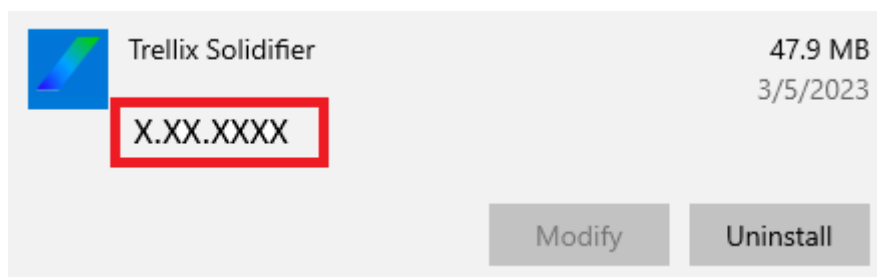 Trellix Solidifier
47.9 MB
3/5/2023
X.XX.XXXX
Modify
Uninstall